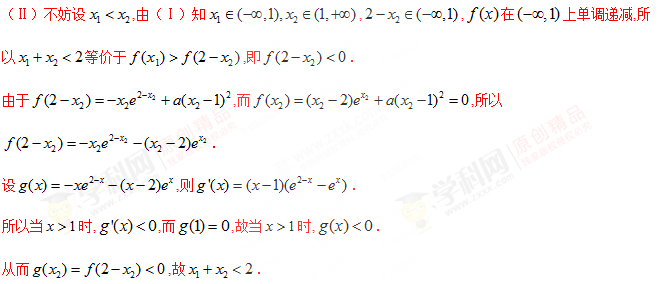 (Ⅱ)不妨设 x₁<x₂,由(Ⅰ)知 x₁∈(−∞,1),x₂∈(1,+∞),2−x₂∈(−∞,1),f(x)在(−∞,1)上单调递减,所
以 x₁+x₂<2等价于 f(x₁)>f(2−x₂),即 f(2−x₂)<0.
由于 f(2−x₂)=−x₂e^{2−x₂}+a(x₂−1)²,而 f(x₂)=(x₂−2)e^{x₂}+a(x₂−1)²=0,所以
f(2−x₂)=−x₂e^{2−x₂}−(x₂−2)e^{x₂}.
设 g(x)=−xe^{2−x}−(x−2)e^{x},则 g'(x)=(x−1)(e^{2−x}−e^{x}).
所以当 x>1时,g'(x)<0,而 g(1)=0,故当 x>1时,g(x)<0.
从而 g(x₂)=f(2−x₂)<0,故 x₁+x₂<2.